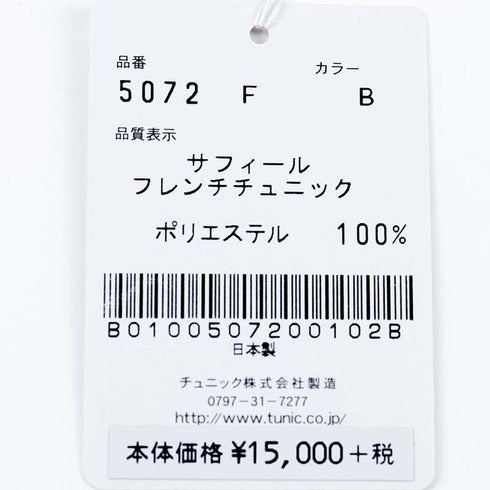 品番 カラー
5072 F B
品質表示
サフィール
フレンチチュニック
ポリエステル 100%
B0100507200102B
日本製
チュニック株式会社製造
0797-31-7277
http://www.tunic.co.jp/
本体価格 ¥15,000+税